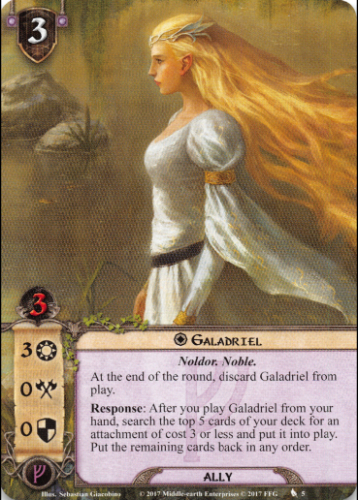 3
3
3
GALADRIEL
0
Noldor. Noble.
At the end of the round, discard Galadriel from
play.
0
Response: After you play Galadriel from your
hand, search the top 5 cards of your deck for an
attachment of cost 3 or less and put it into play.
Put the remaining cards back in any order.
ALLY
Illus. Sebastian Giacobino
© 2017 Middle-earth Enterprises © 2017 FFG
5